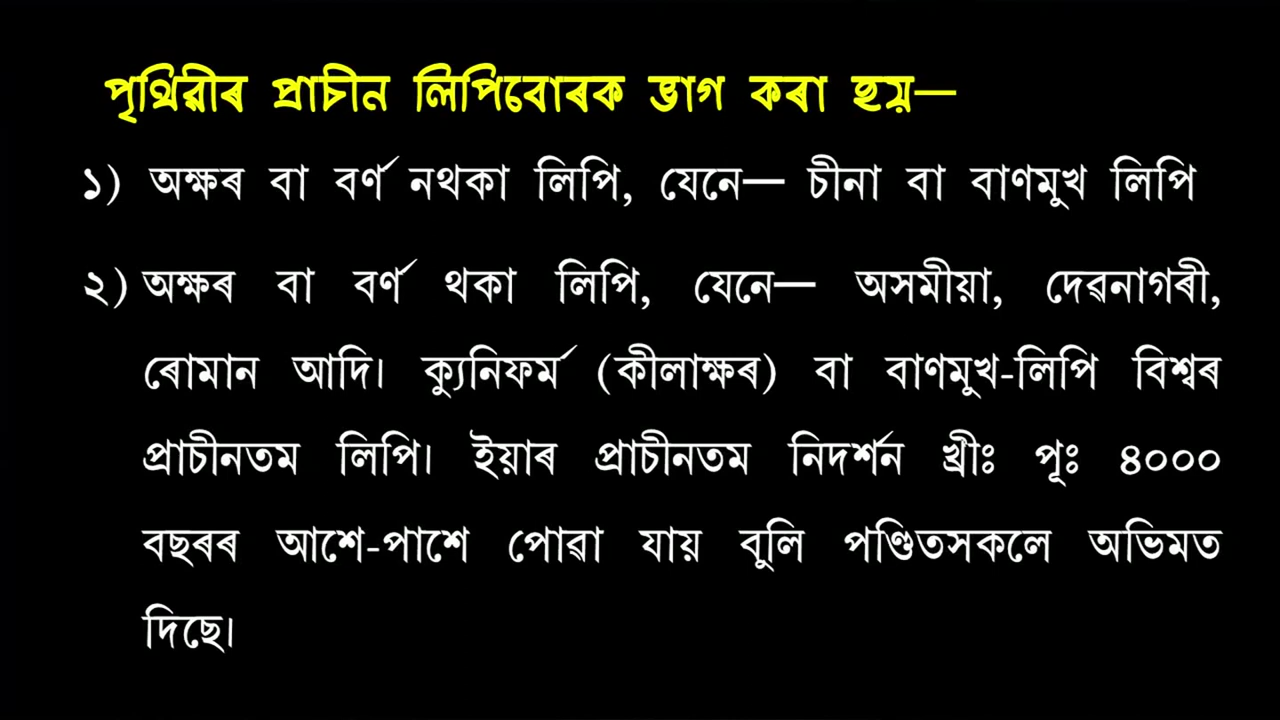 পৃথিৱীৰ প্ৰাচীন লিপিবোৰক ভাগ কৰা হয়—
১) অক্ষৰ বা বৰ্ণ নথকা লিপি, যেনে— চীনা বা বাণমুখ লিপি
২) অক্ষৰ বা বৰ্ণ থকা লিপি, যেনে— অসমীয়া, দেৱনাগৰী,
ৰোমান আদি। ক্যুনিফৰ্ম (কীলাক্ষৰ) বা বাণমুখ-লিপি বিশ্বৰ
প্ৰাচীনতম লিপি। ইয়াৰ প্ৰাচীনতম নিদৰ্শন খ্ৰীঃ পূঃ ৪০০০
বছৰৰ আশে-পাশে পোৱা যায় বুলি পণ্ডিতসকলে অভিমত
দিছে।